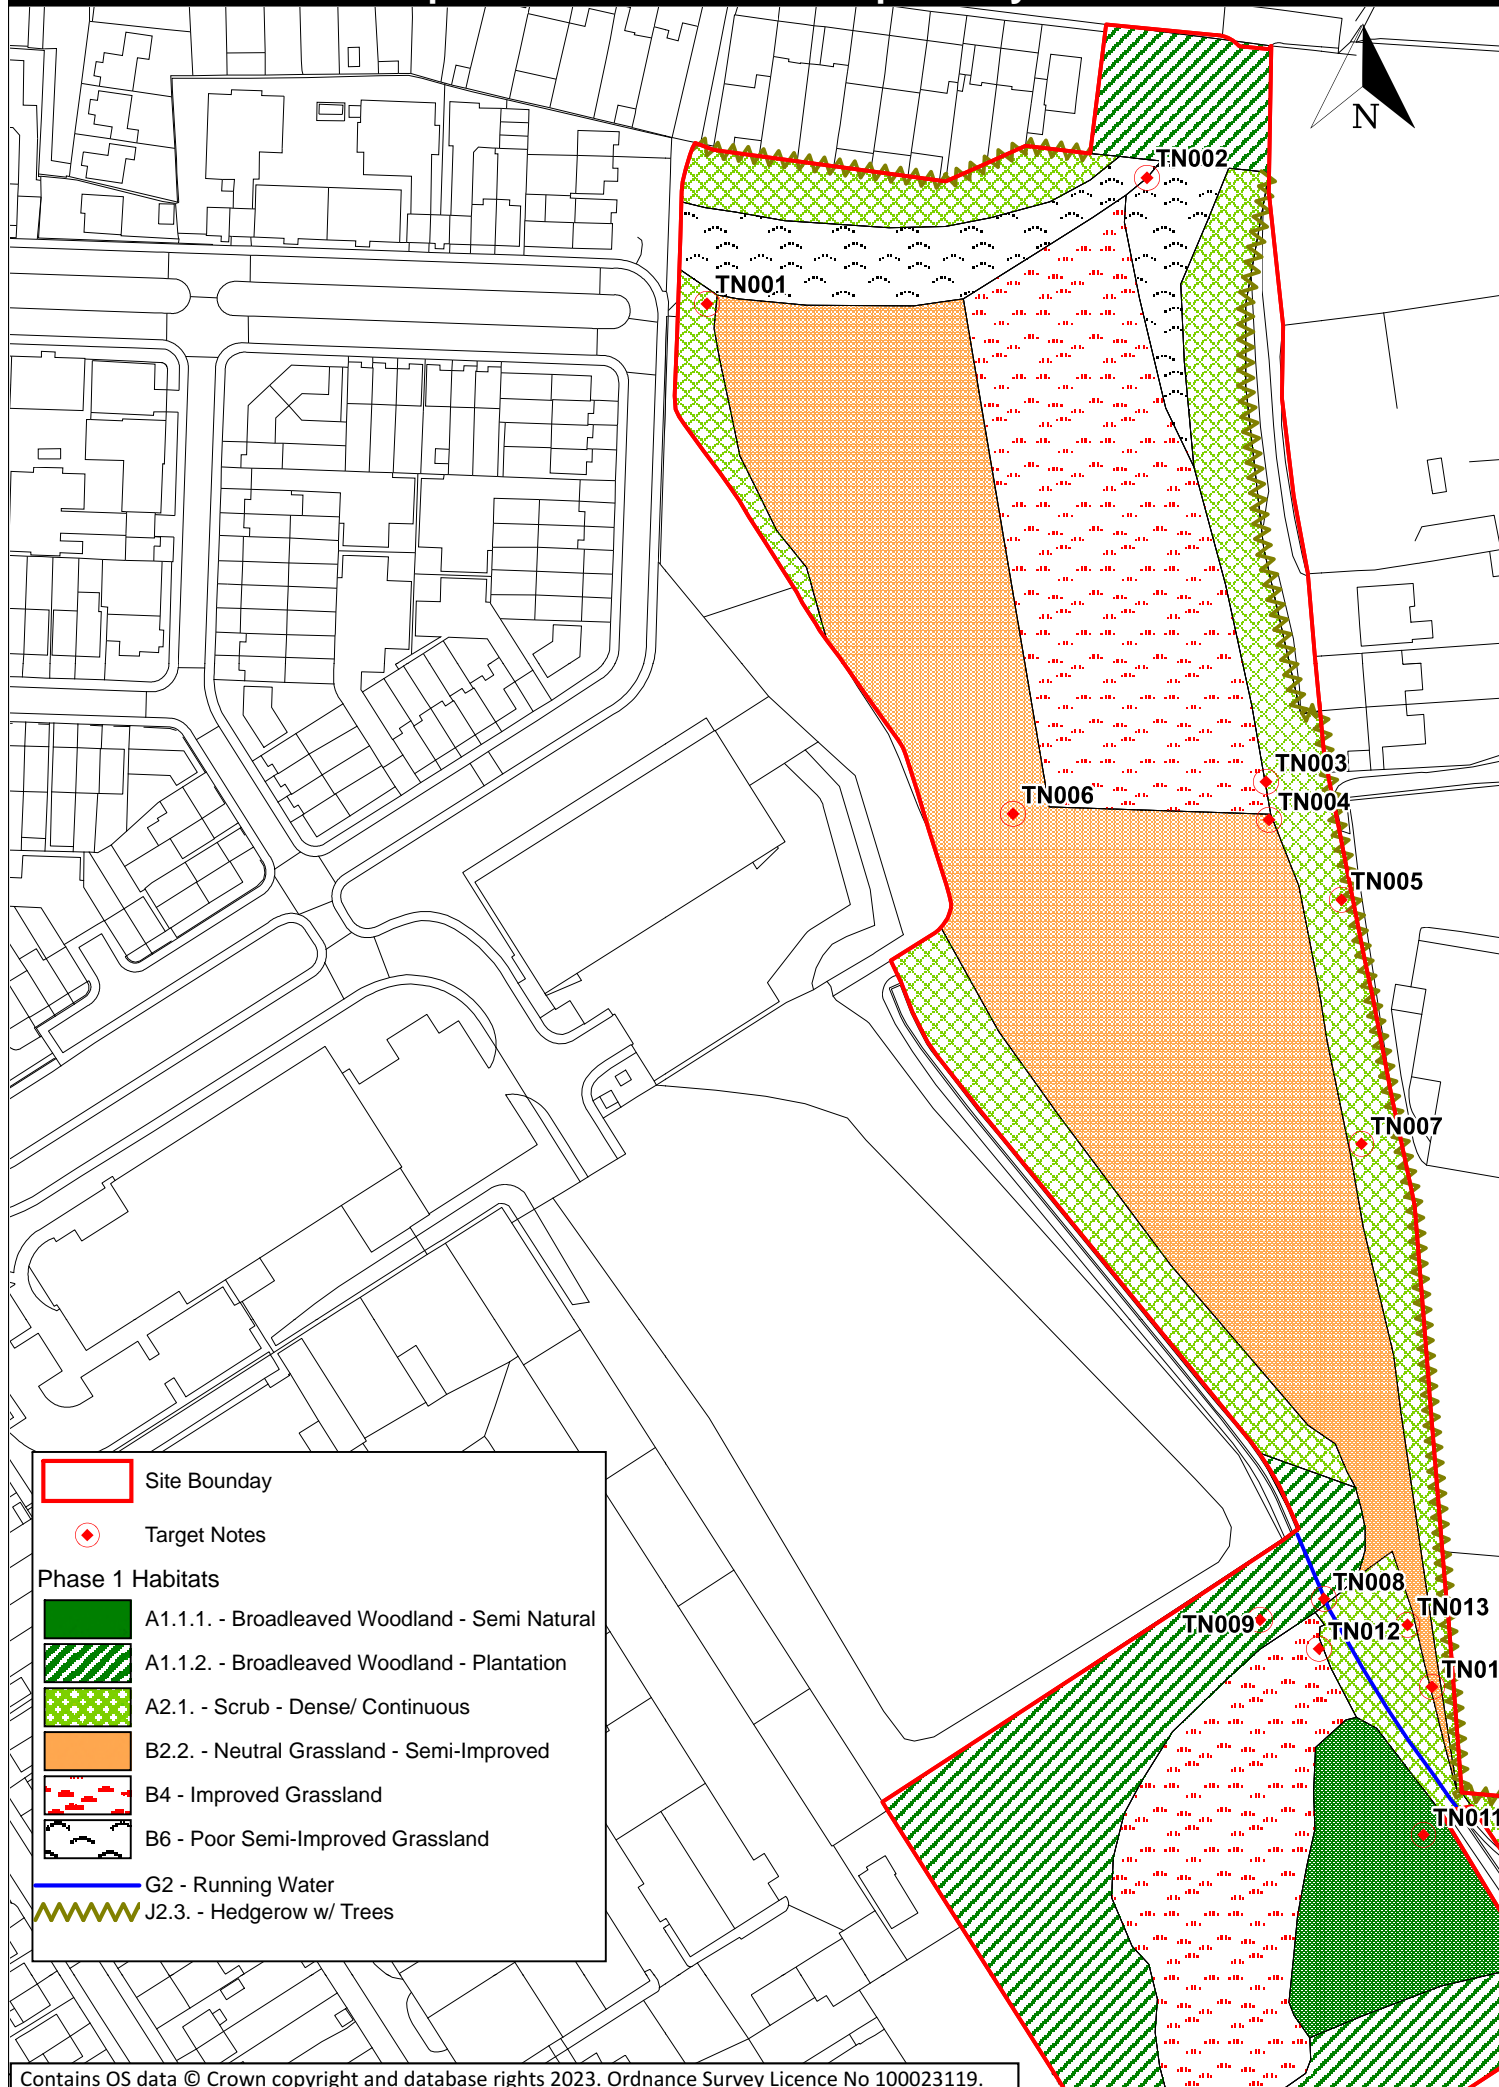 N
TN002
TN001
TN003
TN006
TN004
TN005
TN007
TN008
TN009
TN013
TN012
TN01
TN011
Site Bounday
Target Notes
Phase 1 Habitats
A1.1.1. - Broadleaved Woodland - Semi Natural
A1.1.2. - Broadleaved Woodland - Plantation
A2.1. - Scrub - Dense/ Continuous
B2.2. - Neutral Grassland - Semi-Improved
B4 - Improved Grassland
B6 - Poor Semi-Improved Grassland
G2 - Running Water
J2.3. - Hedgerow w/ Trees
Contains OS data © Crown copyright and database rights 2023. Ordnance Survey Licence No 100023119.